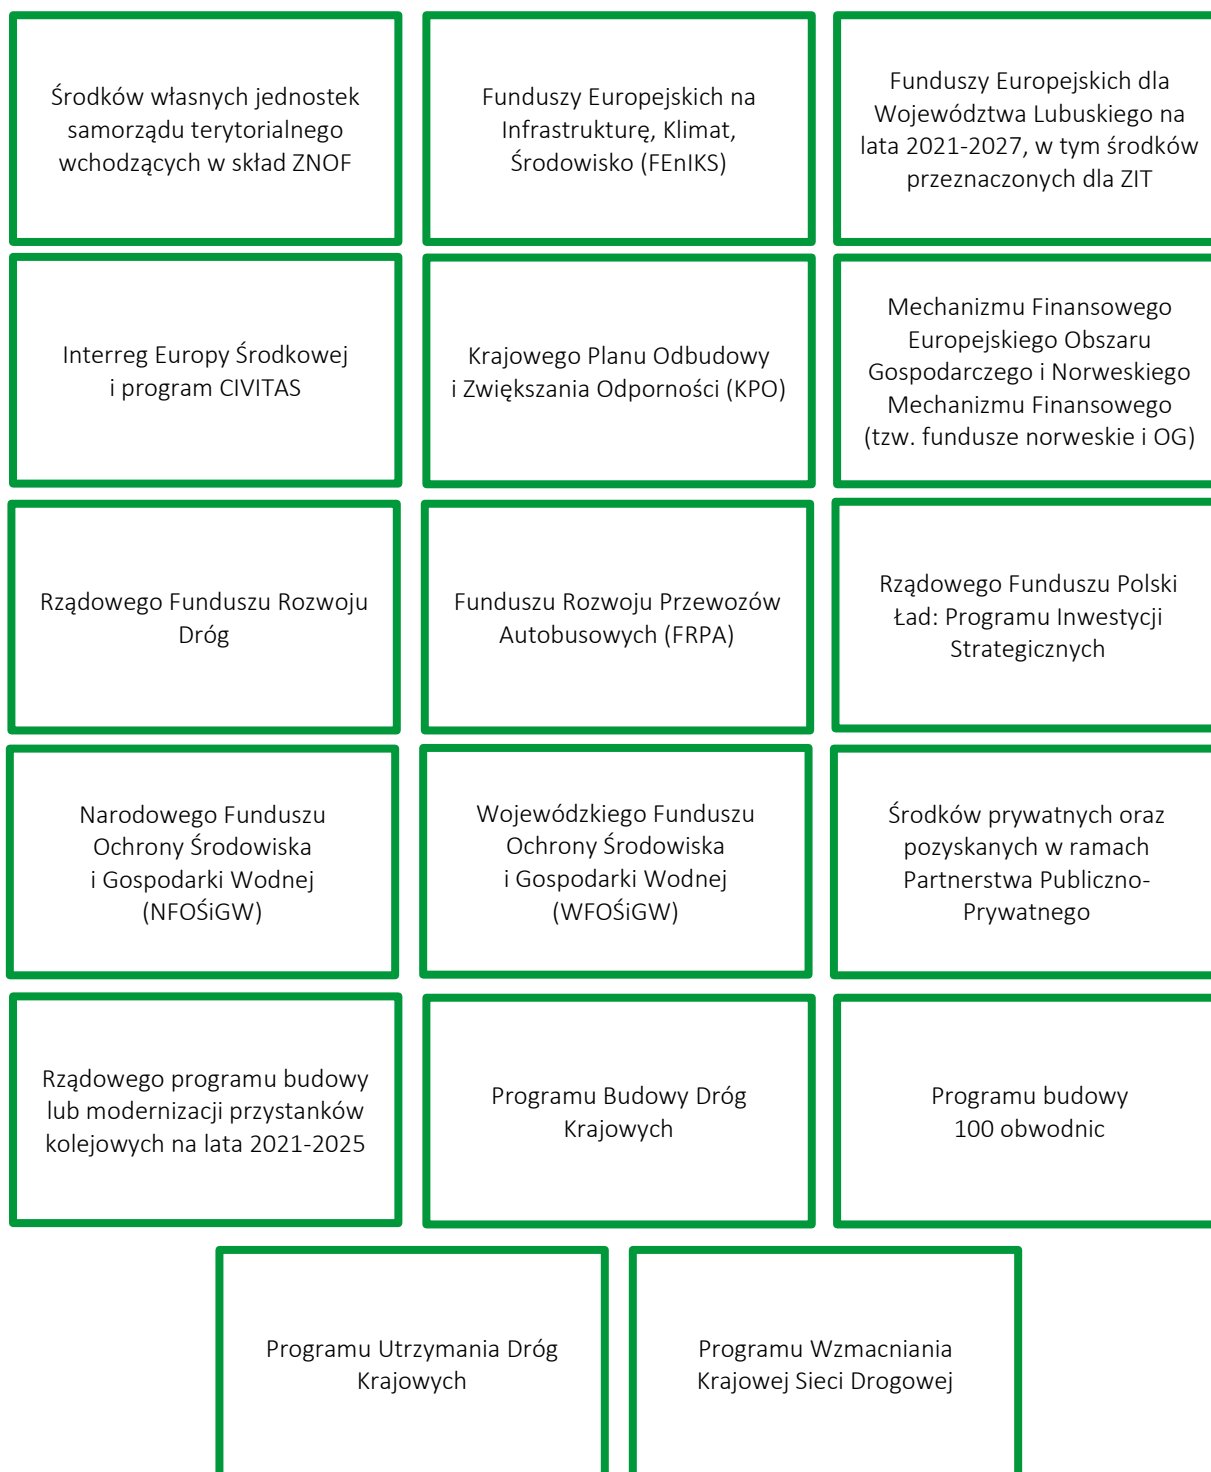 Środków własnych jednostek
samorządu terytorialnego
wchodzących w skład ZNOF
Funduszy Europejskich na
Infrastrukturę, Klimat,
Środowisko (FEnIKS)
Funduszy Europejskich dla
Województwa Lubuskiego na
lata 2021-2027, w tym środków
przeznaczonych dla ZIT
Interreg Europy Środkowej
i program CIVITAS
Krajowego Planu Odbudowy
i Zwiększania Odporności (KPO)
Mechanizmu Finansowego
Europejskiego Obszaru
Gospodarczego i Norweskiego
Mechanizmu Finansowego
(tzw. fundusze norweskie i OG)
Rządowego Funduszu Rozwoju
Dróg
Funduszu Rozwoju Przewozów
Autobusowych (FRPA)
Rządowego Funduszu Polski
Ład: Programu Inwestycji
Strategicznych
Narodowego Funduszu
Ochrony Środowiska
i Gospodarki Wodnej
(NFOŚiGW)
Wojewódzkiego Funduszu
Ochrony Środowiska
i Gospodarki Wodnej
(WFOŚiGW)
Środków prywatnych oraz
pozyskanych w ramach
Partnerstwa Publiczno-
Prywatnego
Rządowego programu budowy
lub modernizacji przystanków
kolejowych na lata 2021-2025
Programu Budowy Dróg
Krajowych
Programu budowy
100 obwodnic
Programu Utrzymania Dróg
Krajowych
Programu Wzmacniania
Krajowej Sieci Drogowej